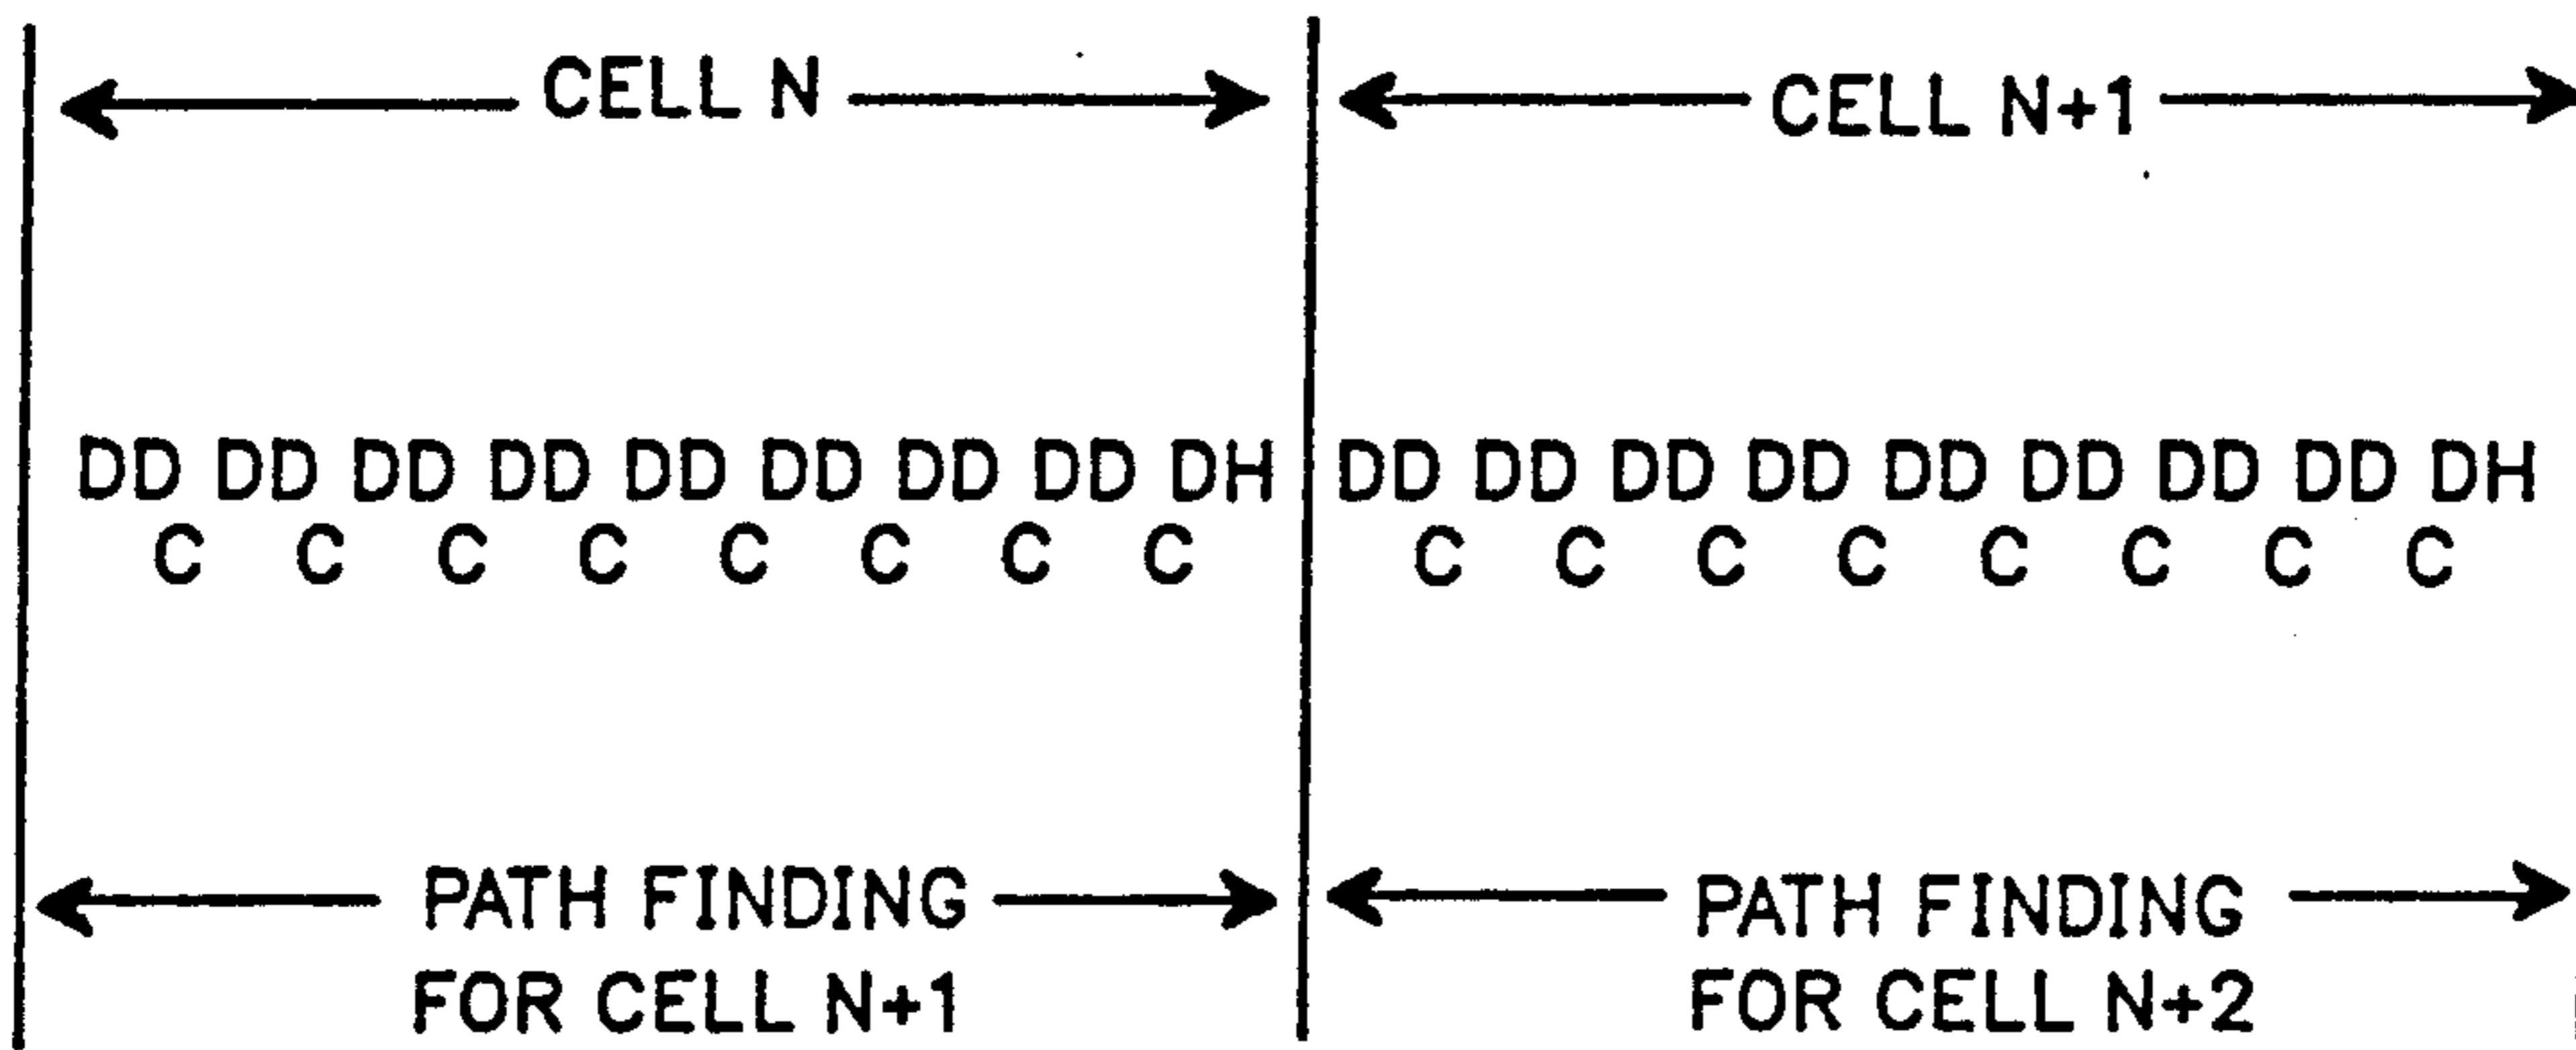 CELL N CELL N+1
DD DD DD DD DD DD DD DD DH DD DD DD DD DD DD DD DD DH
C C C C C C C C C C C C C C C C
PATH FINDING PATH FINDING
FOR CELL N+1 FOR CELL N+2